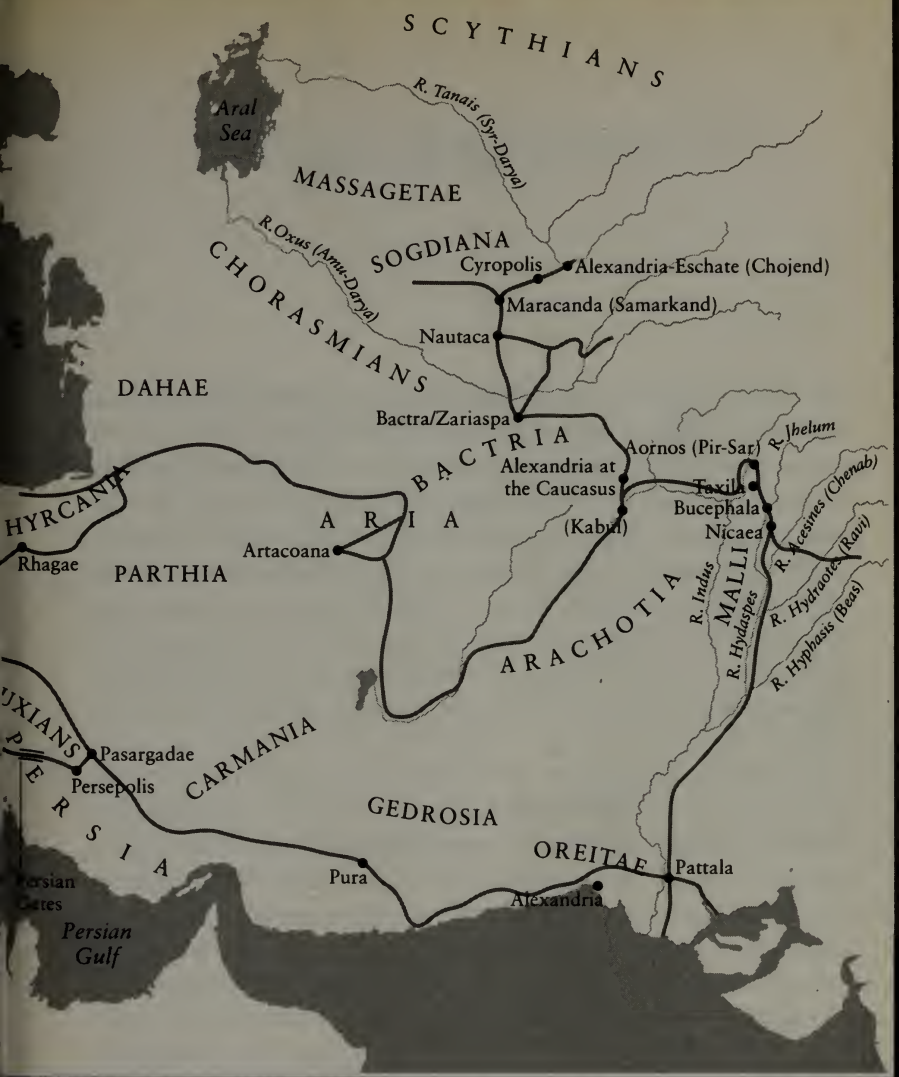 SCYTHIANS
Aral
Sea
R. Tanais (Syr-Darya)
MASSAGETAE
R. Oxus (Amu-Darya)
SOGDIANA
CHORASMIANS
Cyropolis
Alexandria-Eschate (Chojend)
Maracanda (Samarkand)
Nautaca
DAHAE
Bactra/Zariaspa
BACTRIA
Aornos (Pir-Sar)
R. Jhelum
Alexandria at
the Caucasus
Taxila
Bucephala
R. Acesines (Chenab)
HYRCANIA
ARIA
(Kabul)
Nicaea
Artacoana
Rhagae
PARTHIA
R. Indus
MALLI
R. Hydaspes
R. Hydraotes (Ravi)
R. Hyphasis (Beas)
ARACHOTIA
UXIANS
Pasargadae
Persepolis
PERSIA
CARMANIA
GEDROSIA
OREITAE
Pattala
Pura
Alexandria
Persian
Gates
Persian
Gulf